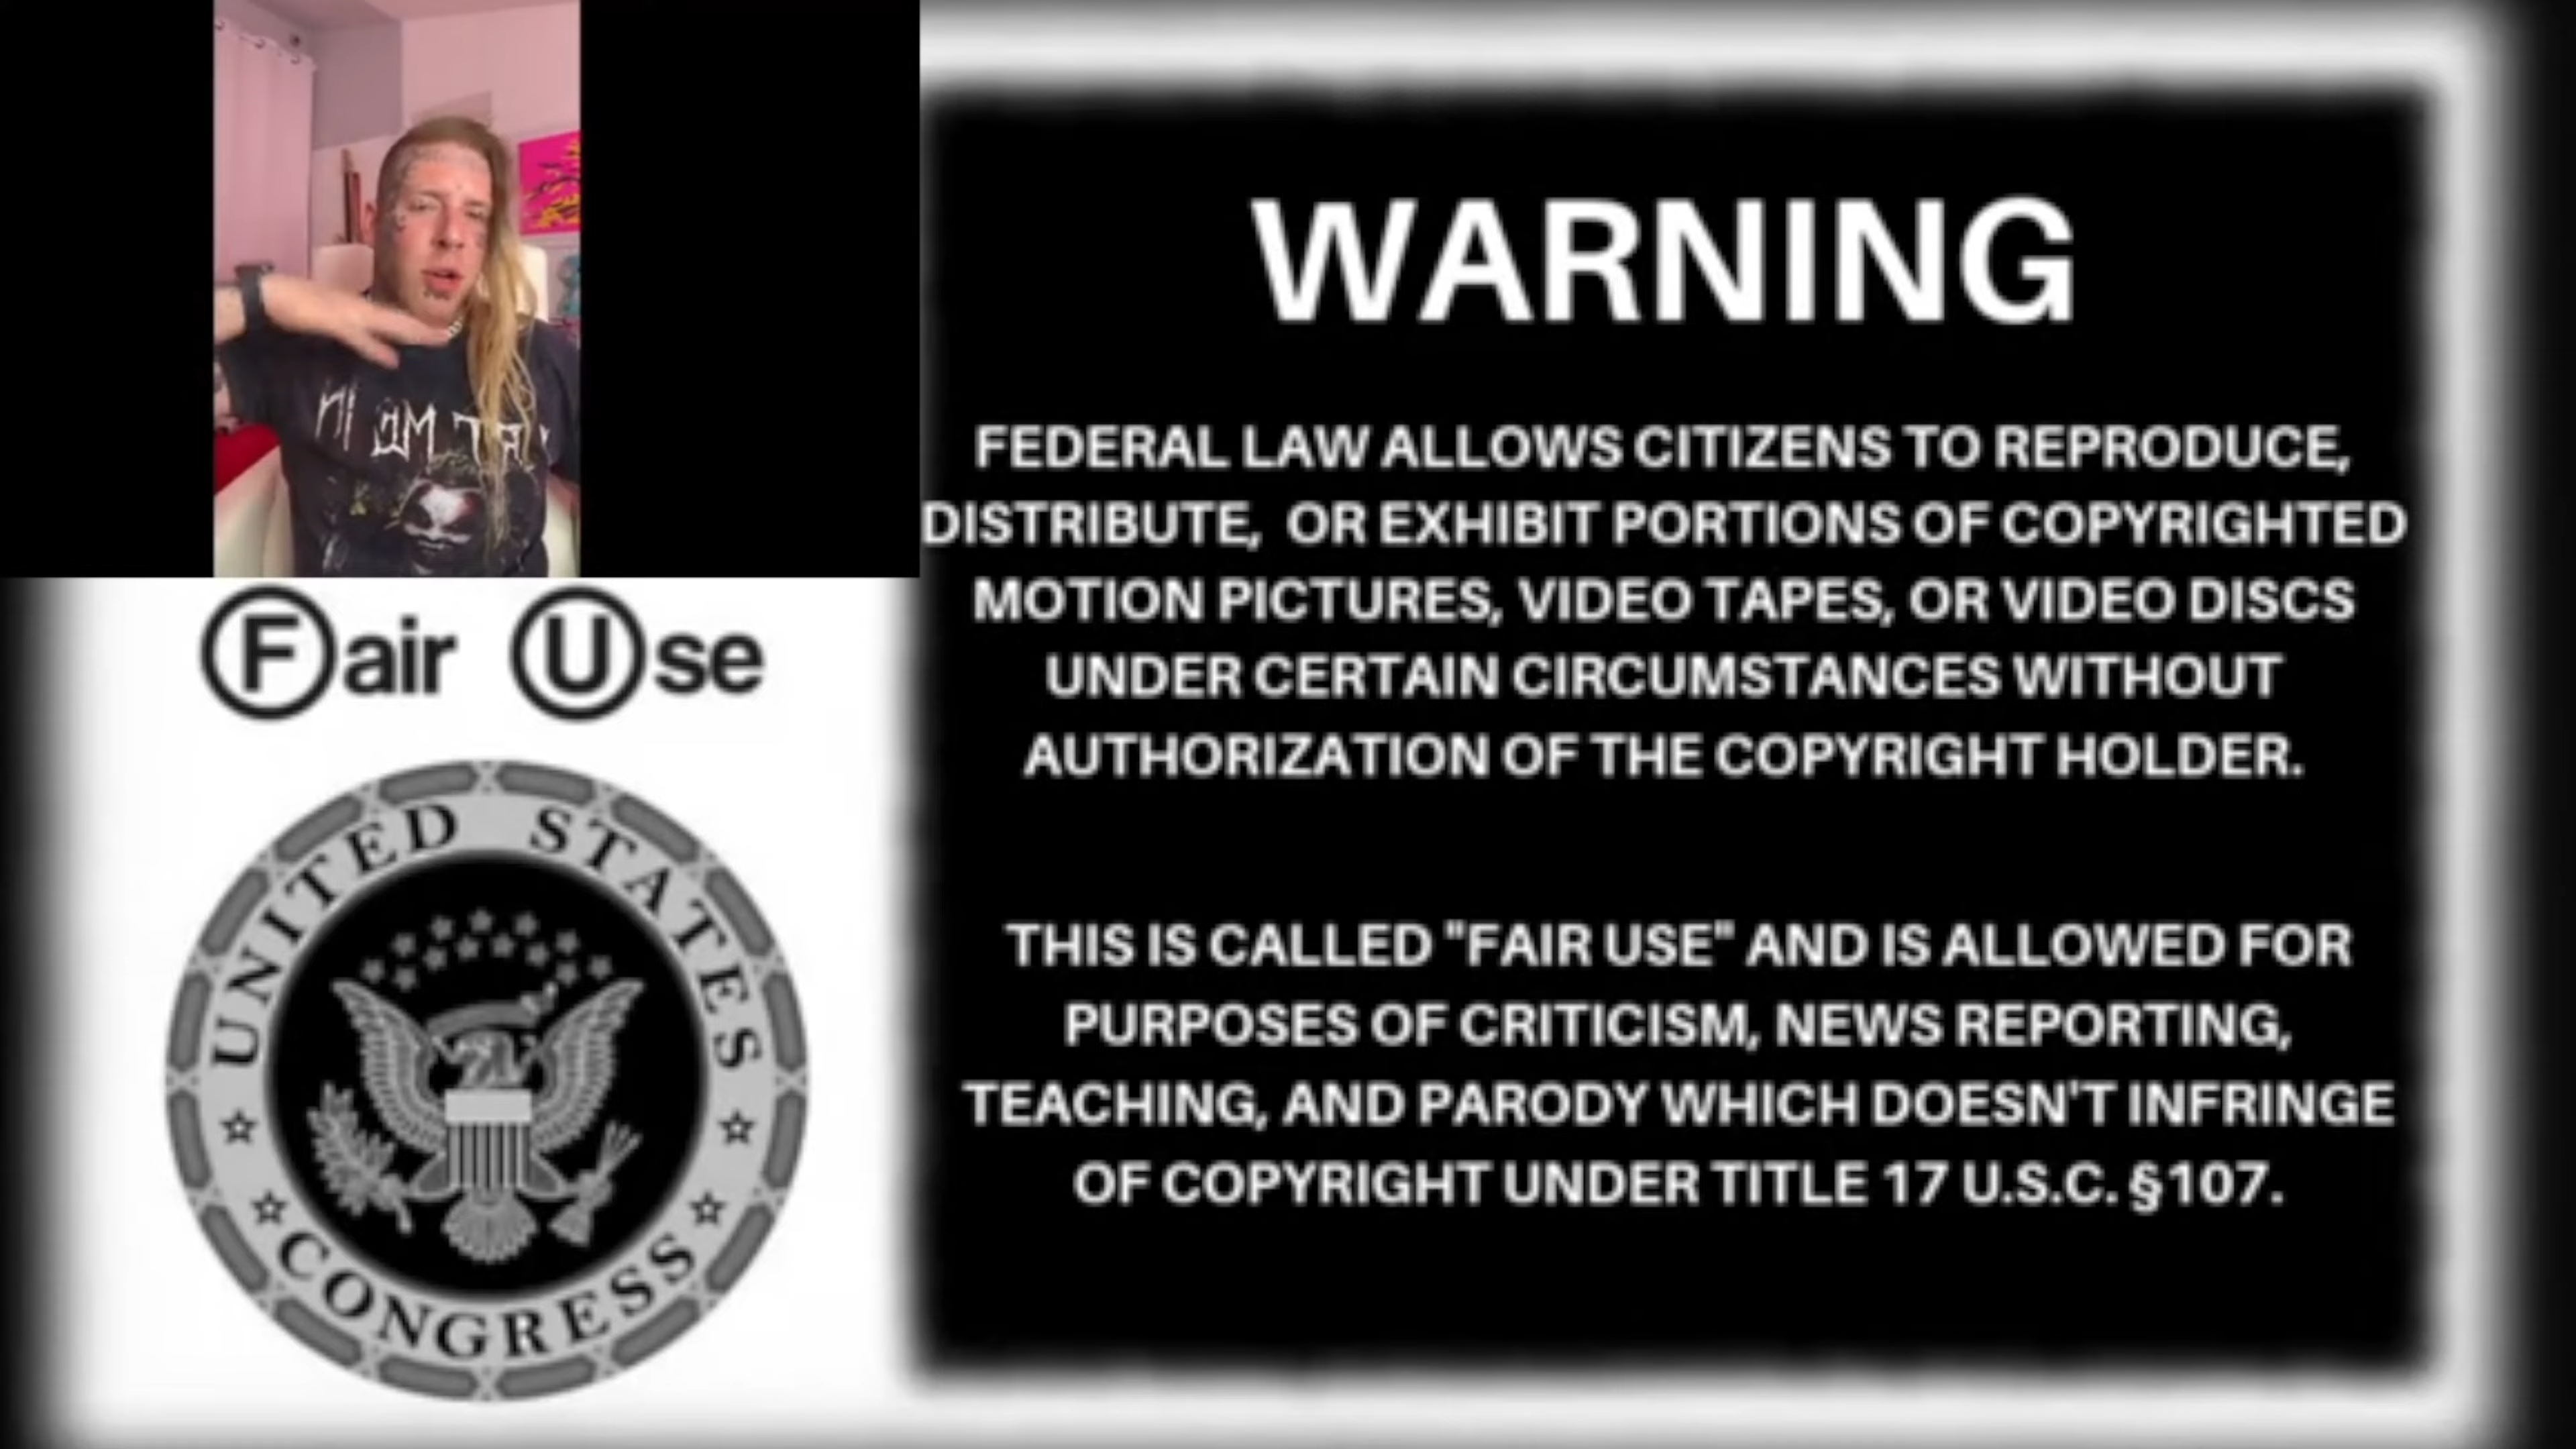 WARNING
FEDERAL LAW ALLOWS CITIZENS TO REPRODUCE,
DISTRIBUTE, OR EXHIBIT PORTIONS OF COPYRIGHTED
MOTION PICTURES, VIDEO TAPES, OR VIDEO DISCS
UNDER CERTAIN CIRCUMSTANCES WITHOUT
AUTHORIZATION OF THE COPYRIGHT HOLDER.
THIS IS CALLED "FAIR USE" AND IS ALLOWED FOR
PURPOSES OF CRITICISM, NEWS REPORTING,
TEACHING, AND PARODY WHICH DOESN'T INFRINGE
OF COPYRIGHT UNDER TITLE 17 U.S.C. §107.
Fair Use
UNITED STATES
CONGRESS